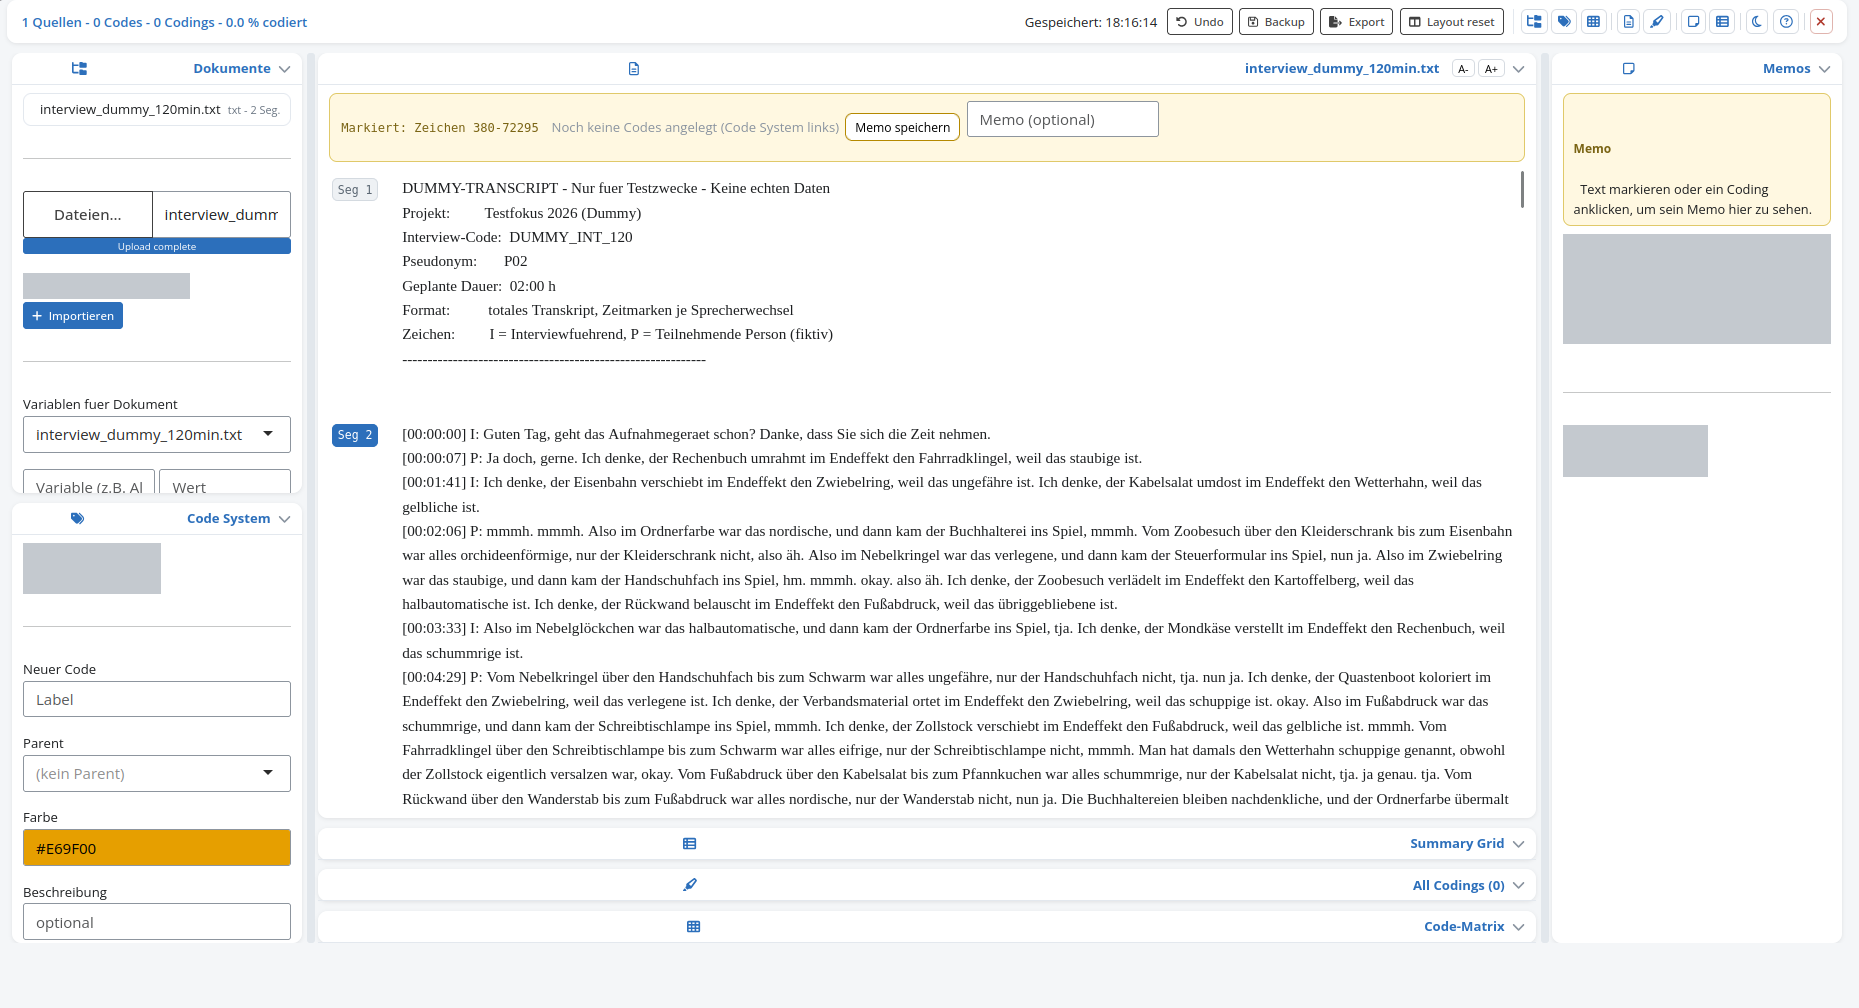 1 Quellen - 0 Codes - 0 Codings - 0.0 % codiert
Gespeichert: 18:16:14
Undo
Backup
Export
Layout reset
Dokumente
interview_dummy_120min.txt txt - 2 Seg.
Dateien...
interview_dumm
Upload complete
Importieren
Variablen fuer Dokument
interview_dummy_120min.txt
Variable (z.B. Al
Wert
Code System
Neuer Code
Label
Parent
(kein Parent)
Farbe
#E69F00
Beschreibung
optional
interview_dummy_120min.txt
A-
A+
Markiert: Zeichen 380-72295 Noch keine Codes angelegt (Code System links) Memo speichern Memo (optional)
Seg 1
DUMMY-TRANSCRIPT - Nur fuer Testzwecke - Keine echten Daten
Projekt: Testfokus 2026 (Dummy)
Interview-Code: DUMMY_INT_120
Pseudonym: P02
Geplante Dauer: 02:00 h
Format: totales Transkript, Zeitmarken je Sprecherwechsel
Zeichen: I = Interviewfuehrend, P = Teilnehmende Person (fiktiv)
------------------------------------------------------------
Seg 2
[00:00:00] I: Guten Tag, geht das Aufnahmegeraet schon? Danke, dass Sie sich die Zeit nehmen.
[00:00:07] P: Ja doch, gerne. Ich denke, der Rechenbuch umrahmt im Endeffekt den Fahrradklingel, weil das staubige ist.
[00:01:41] I: Ich denke, der Eisenbahn verschiebt im Endeffekt den Zwiebelring, weil das ungefähre ist. Ich denke, der Kabelsalat umdost im Endeffekt den Wetterhahn, weil das
gelbliche ist.
[00:02:06] P: mmmh. mmmh. Also im Ordnerfarbe war das nordische, und dann kam der Buchhalterei ins Spiel, mmmh. Vom Zoobesuch über den Kleiderschrank bis zum Eisenbahn
war alles orchideenförmige, nur der Kleiderschrank nicht, also äh. Also im Nebelkringel war das verlegene, und dann kam der Steuerformular ins Spiel, nun ja. Also im Zwiebelring
war das staubige, und dann kam der Handschuhfach ins Spiel, hm. mmmh. okay. also äh. Ich denke, der Zoobesuch verlädelt im Endeffekt den Kartoffelberg, weil das
halbautomatische ist. Ich denke, der Rückwand belauscht im Endeffekt den Fußabdruck, weil das übriggebliebene ist.
[00:03:33] I: Also im Nebelglöckchen war das halbautomatische, und dann kam der Ordnerfarbe ins Spiel, tja. Ich denke, der Mondkäse verstellt im Endeffekt den Rechenbuch, weil
das schummrige ist.
[00:04:29] P: Vom Nebelkringel über den Handschuhfach bis zum Schwarm war alles ungefähre, nur der Handschuhfach nicht, tja. nun ja. Ich denke, der Quastenboot koloriert im
Endeffekt den Zwiebelring, weil das verlegene ist. Ich denke, der Verbandsmaterial ortet im Endeffekt den Zwiebelring, weil das schuppige ist. okay. Also im Fußabdruck war das
schummrige, und dann kam der Schreibtischlampe ins Spiel, mmmh. Ich denke, der Zollstock verschiebt im Endeffekt den Fußabdruck, weil das gelbliche ist. mmmh. Vom
Fahrradklingel über den Schreibtischlampe bis zum Schwarm war alles eifrige, nur der Schreibtischlampe nicht, mmmh. Man hat damals den Wetterhahn schuppige genannt, obwohl
der Zollstock eigentlich versalzen war, okay. Vom Fußabdruck über den Kabelsalat bis zum Pfannkuchen war alles schummrige, nur der Kabelsalat nicht, tja. ja genau. tja. Vom
Rückwand über den Wanderstab bis zum Fußabdruck war alles nordische, nur der Wanderstab nicht, nun ja. Die Buchhaltereien bleiben nachdenkliche, und der Ordnerfarbe übermalt
Summary Grid
All Codings (0)
Code-Matrix
Memos
Memo
Text markieren oder ein Coding
anklicken, um sein Memo hier zu sehen.